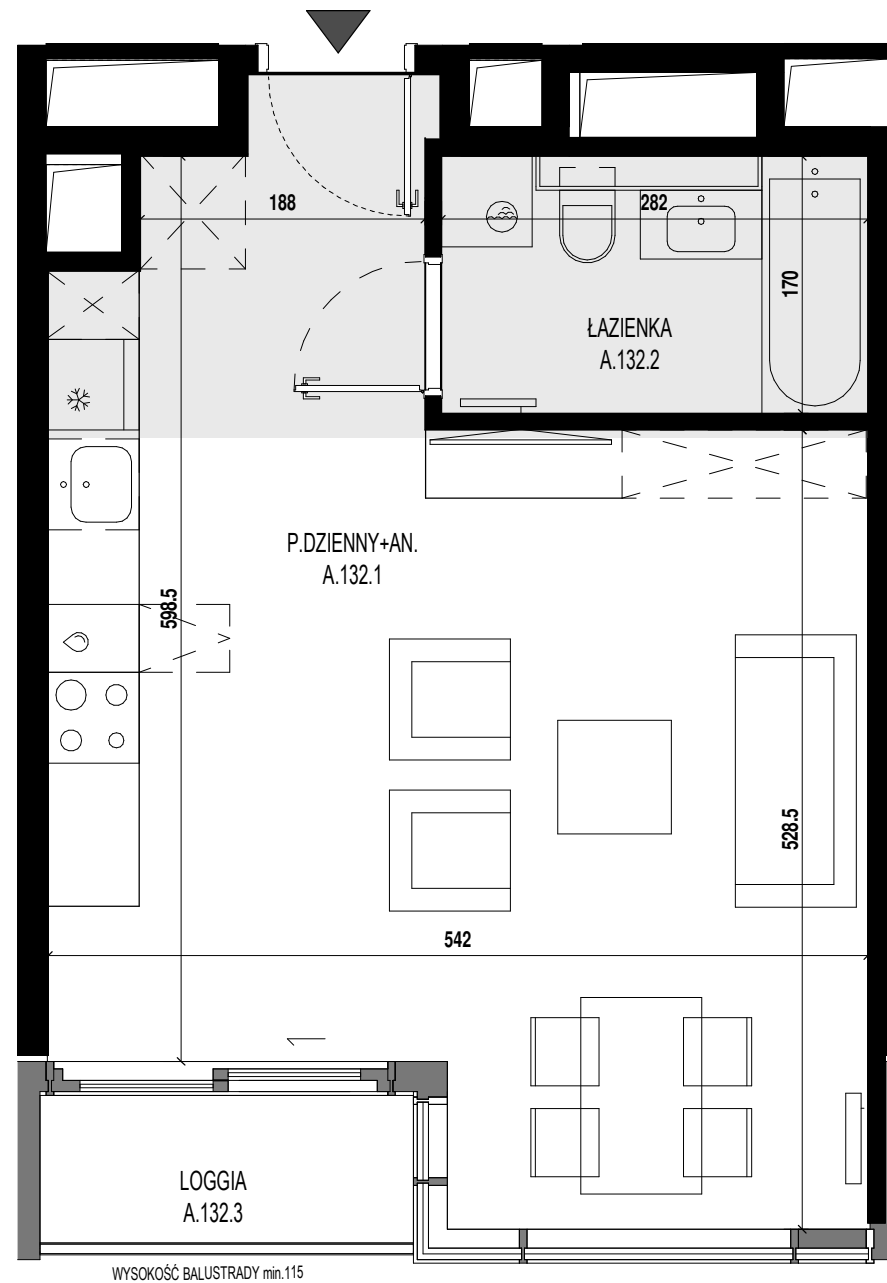 188
282
170
ŁAZIENKA
A.132.2
P.DZIENNY+AN.
A.132.1
598.5
528.5
542
LOGGIA
A.132.3
WYSOKOŚĆ BALUSTRADY min.115